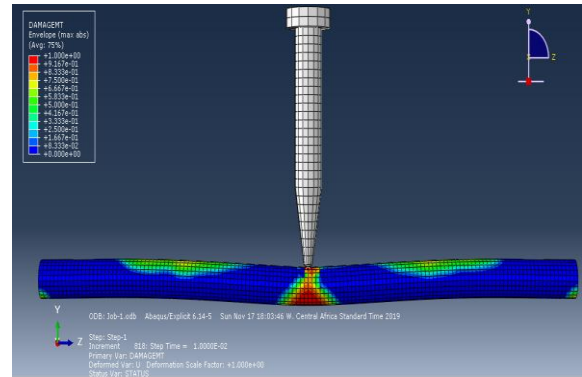 DAMAGEMT
Envelope (max abs)
(Avg: 75%)
+1.000e+00
+9.167e-01
+8.333e-01
+7.500e-01
+6.667e-01
+5.833e-01
+5.000e-01
+4.167e-01
+3.333e-01
+2.500e-01
+1.667e-01
+8.333e-02
+0.000e+00
Y
Z
Y
Z
ODB: Job-1.odb Abaqus/Explicit 6.14-5 Sun Nov 17 18:03:46 W. Central Africa Standard Time 2019
Step: Step-1
Increment 818: Step Time = 1.0000E-02
Primary Var: DAMAGEMT
Deformed Var: U Deformation Scale Factor: +1.000e+00
Status Var: STATUS